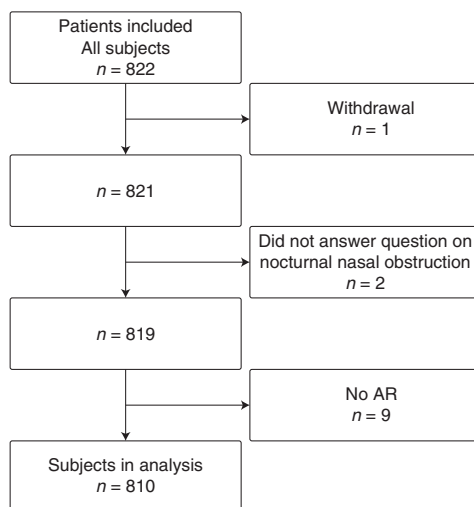 Patients included
All subjects
n = 822
Withdrawal
n = 1
n = 821
Did not answer question on
nocturnal nasal obstruction
n = 2
n = 819
No AR
n = 9
Subjects in analysis
n = 810